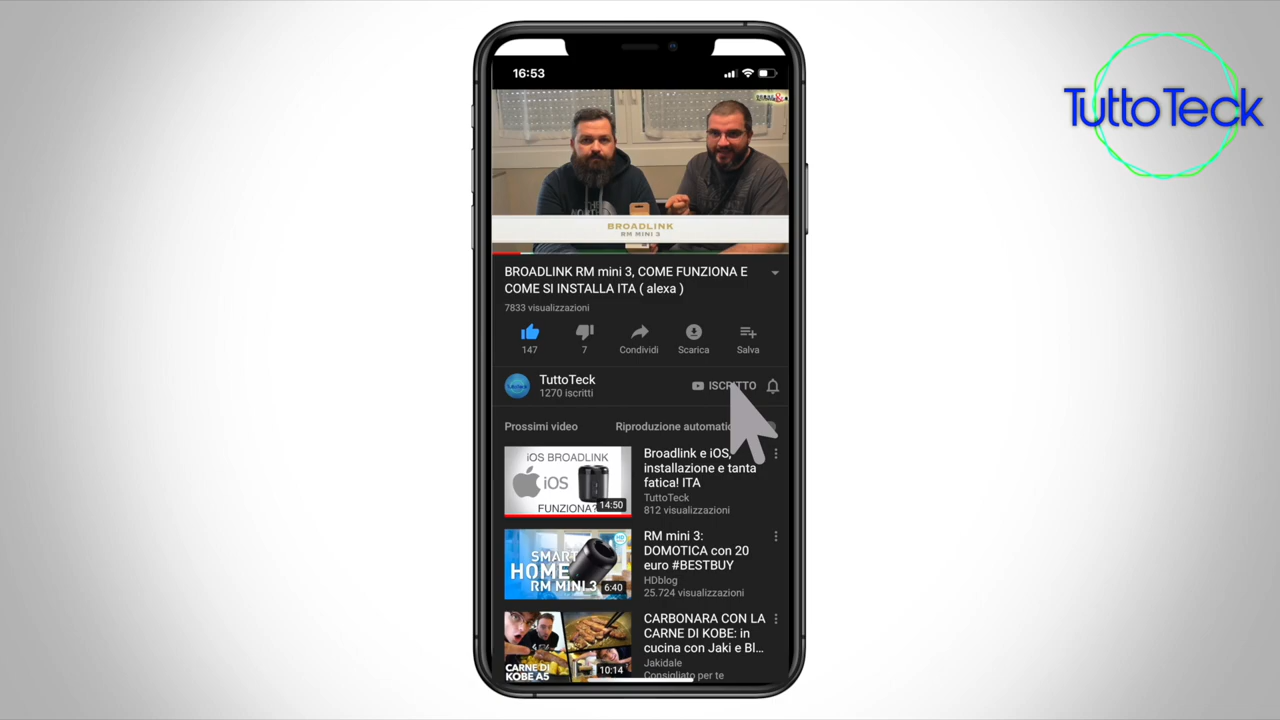 16:53
TuttoTeck
BROADLINK
RM MINI 3
BROADLINK RM mini 3, COME FUNZIONA E
COME SI INSTALLA ITA ( alexa )
7833 visualizzazioni
147
7
Condividi
Scarica
Salva
TuttoTeck
1270 iscritti
ISCRITTO
Prossimi video
Riproduzione automatic
iOS BROADLINK
iOS
FUNZIONA?
14:50
Broadlink e iOS,
installazione e tanta
fatica! ITA
TuttoTeck
812 visualizzazioni
SMART
HOME
RM MINI 3
HD
6:40
RM mini 3:
DOMOTICA con 20
euro #BESTBUY
HDblog
25.724 visualizzazioni
CARNE DI
KOBE A5
10:14
CARBONARA CON LA
CARNE DI KOBE: in
cucina con Jaki e Bl...
Jakidale
Consigliato per te